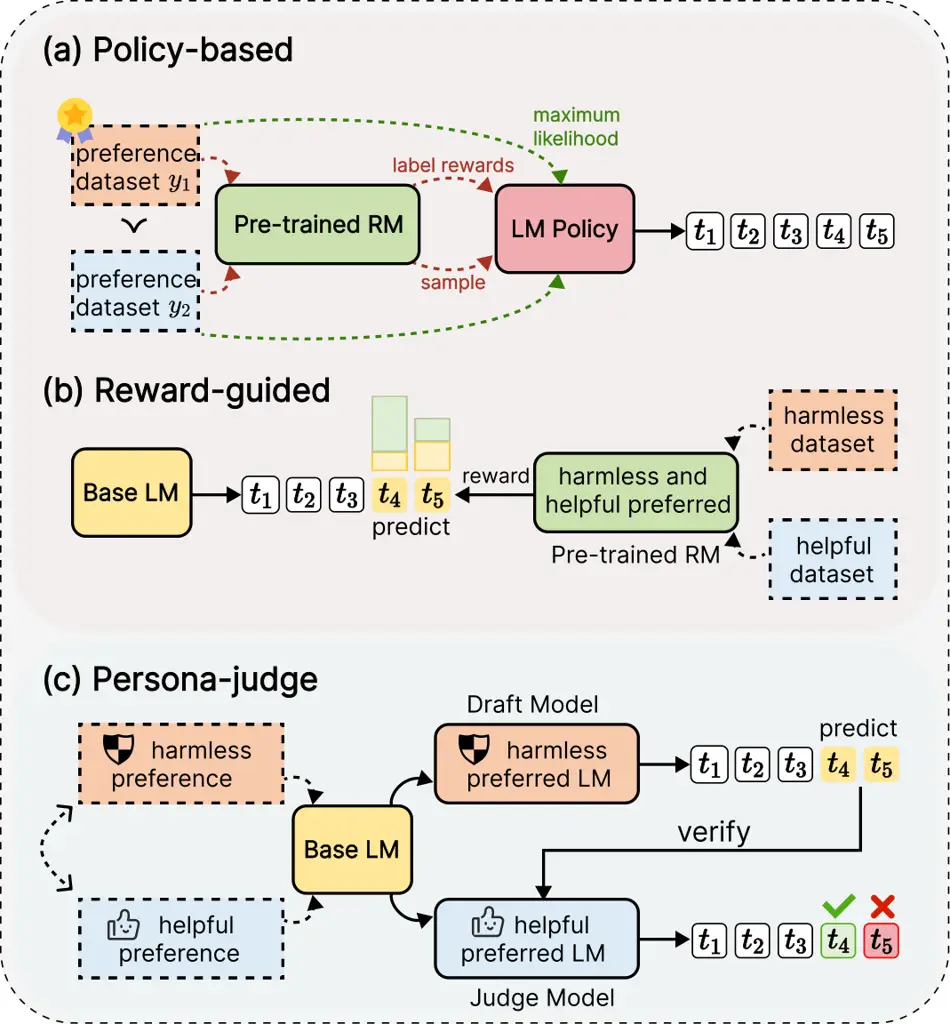 (a) Policy-based
maximum
likelihood
preference
dataset y₁
label rewards
Pre-trained RM
LM Policy
t₁ t₂ t₃ t₄ t₅
sample
preference
dataset y₂
(b) Reward-guided
harmless
dataset
Base LM
t₁ t₂ t₃ t₄ t₅
predict
reward
harmless and
helpful preferred
Pre-trained RM
helpful
dataset
(c) Persona-judge
harmless
preference
Draft Model
harmless
preferred LM
predict
t₁ t₂ t₃ t₄ t₅
Base LM
verify
helpful
preference
helpful
preferred LM
Judge Model
t₁ t₂ t₃ t₄ t₅